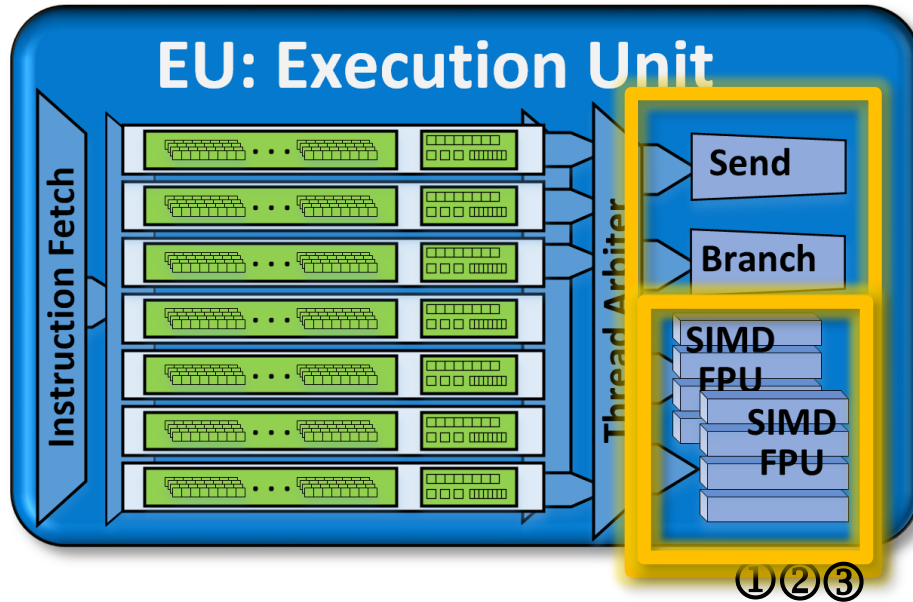 EU: Execution Unit
Instruction Fetch
Thread Arbiter
Send
Branch
SIMD
FPU
SIMD
FPU
①②③